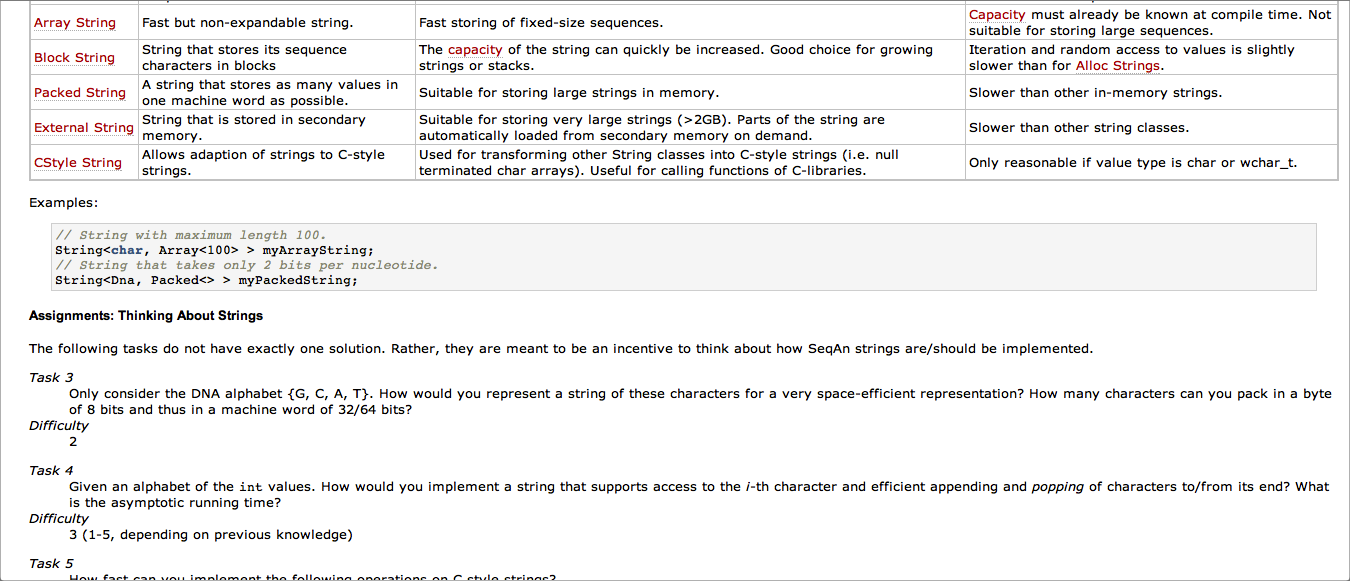 Array String Fast but non-expandable string. Fast storing of fixed-size sequences. Capacity must already be known at compile time. Not
suitable for storing large sequences.
Block String String that stores its sequence
characters in blocks
The capacity of the string can quickly be increased. Good choice for growing
strings or stacks.
Iteration and random access to values is slightly
slower than for Alloc Strings.
Packed String A string that stores as many values in
one machine word as possible.
Suitable for storing large strings in memory. Slower than other in-memory strings.
External String String that is stored in secondary
memory.
Suitable for storing very large strings (>2GB). Parts of the string are
automatically loaded from secondary memory on demand.
Slower than other string classes.
CStyle String Allows adaption of strings to C-style
strings.
Used for transforming other String classes into C-style strings (i.e. null
terminated char arrays). Useful for calling functions of C-libraries.
Only reasonable if value type is char or wchar_t.
Examples:
// String with maximum length 100.
String<char, Array<100> > myArrayString;
// String that takes only 2 bits per nucleotide.
String<Dna, Packed<> > myPackedString;
Assignments: Thinking About Strings
The following tasks do not have exactly one solution. Rather, they are meant to be an incentive to think about how SeqAn strings are/should be implemented.
Task 3
Only consider the DNA alphabet {G, C, A, T}. How would you represent a string of these characters for a very space-efficient representation? How many characters can you pack in a byte
of 8 bits and thus in a machine word of 32/64 bits?
Difficulty
2
Task 4
Given an alphabet of the int values. How would you implement a string that supports access to the i-th character and efficient appending and popping of characters to/from its end? What
is the asymptotic running time?
Difficulty
3 (1-5, depending on previous knowledge)
Task 5
How fast can you implement the following operations on C style strings?